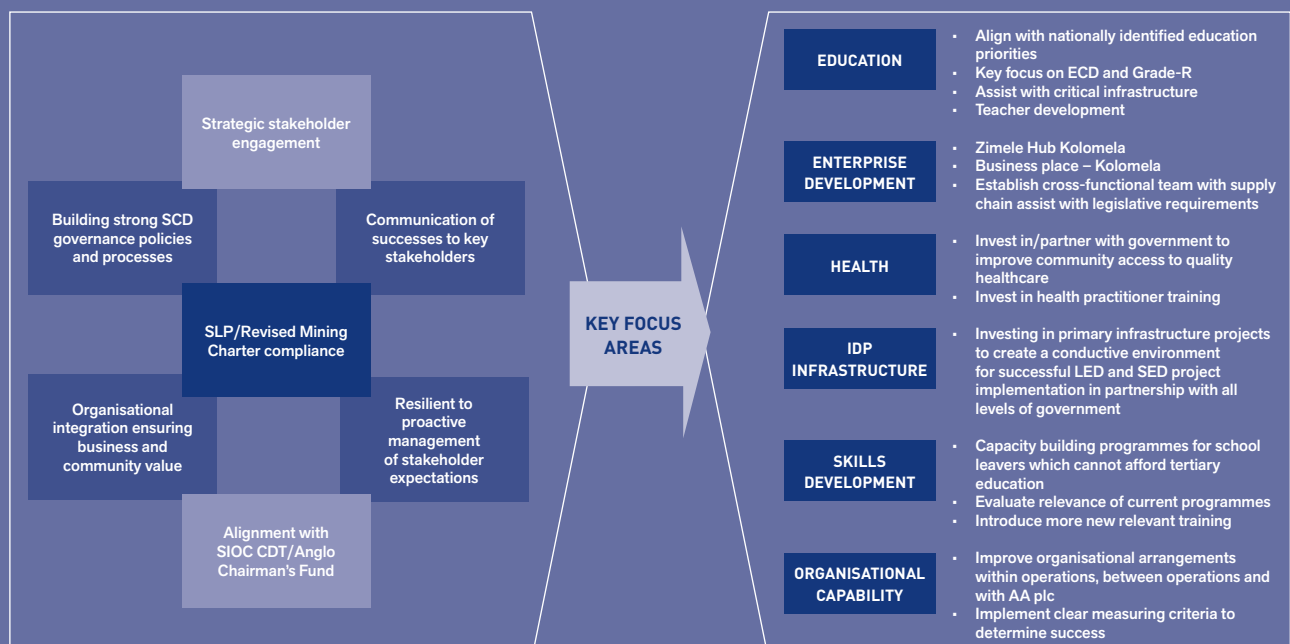 Strategic stakeholder
engagement
Building strong SCD
governance policies
and processes
Communication of
successes to key
stakeholders
SLP/Revised Mining
Charter compliance
Organisational
integration ensuring
business and
community value
Resilient to
proactive
management
of stakeholder
expectations
Alignment with
SIOC CDT/Anglo
Chairman's Fund
KEY FOCUS
AREAS
EDUCATION
▪ Align with nationally identified education
priorities
▪ Key focus on ECD and Grade-R
▪ Assist with critical infrastructure
▪ Teacher development
ENTERPRISE
DEVELOPMENT
▪ Zimele Hub Kolomela
▪ Business place – Kolomela
▪ Establish cross-functional team with supply
chain assist with legislative requirements
HEALTH
▪ Invest in/partner with government to
improve community access to quality
healthcare
▪ Invest in health practitioner training
IDP
INFRASTRUCTURE
▪ Investing in primary infrastructure projects
to create a conductive environment
for successful LED and SED project
implementation in partnership with all
levels of government
SKILLS
DEVELOPMENT
▪ Capacity building programmes for school
leavers which cannot afford tertiary
education
▪ Evaluate relevance of current programmes
▪ Introduce more new relevant training
ORGANISATIONAL
CAPABILITY
▪ Improve organisational arrangements
within operations, between operations and
with AA plc
▪ Implement clear measuring criteria to
determine success